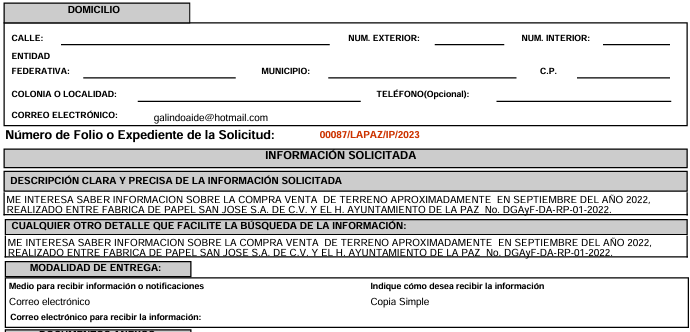 DOMICILIO
CALLE: NUM. EXTERIOR: NUM. INTERIOR:
ENTIDAD
FEDERATIVA: MUNICIPIO: C.P.
COLONIA O LOCALIDAD: TELÉFONO(Opcional):
CORREO ELECTRÓNICO: galindoaide@hotmail.com
Número de Folio o Expediente de la Solicitud: 00087/LAPAZ/IP/2023
INFORMACIÓN SOLICITADA
DESCRIPCIÓN CLARA Y PRECISA DE LA INFORMACIÓN SOLICITADA
ME INTERESA SABER INFORMACION SOBRE LA COMPRA VENTA DE TERRENO APROXIMADAMENTE EN SEPTIEMBRE DEL AÑO 2022,
REALIZADO ENTRE FABRICA DE PAPEL SAN JOSE S.A. DE C.V. Y EL H. AYUNTAMIENTO DE LA PAZ No. DGAyF-DA-RP-01-2022.
CUALQUIER OTRO DETALLE QUE FACILITE LA BÚSQUEDA DE LA INFORMACIÓN:
ME INTERESA SABER INFORMACION SOBRE LA COMPRA VENTA DE TERRENO APROXIMADAMENTE EN SEPTIEMBRE DEL AÑO 2022,
REALIZADO ENTRE FABRICA DE PAPEL SAN JOSE S.A. DE C.V. Y EL H. AYUNTAMIENTO DE LA PAZ No. DGAyF-DA-RP-01-2022.
MODALIDAD DE ENTREGA:
Medio para recibir información o notificaciones Indique cómo desea recibir la información
Correo electrónico Copia Simple
Correo electrónico para recibir la información: